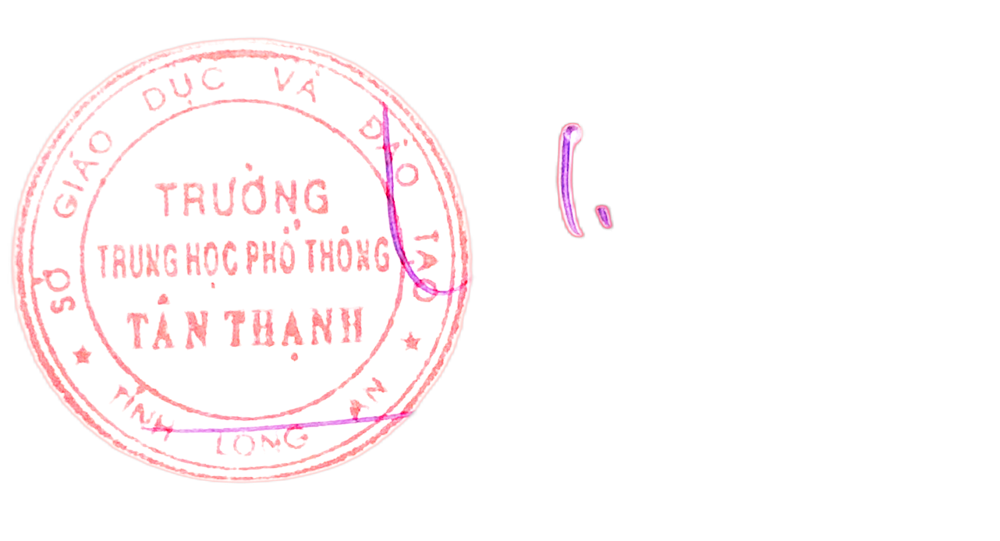 SỞ GIÁO DỤC VÀ ĐÀO TẠO
TRƯỜNG
TRUNG HỌC PHỔ THÔNG
TÂN THẠNH
★ TỈNH LONG AN ★